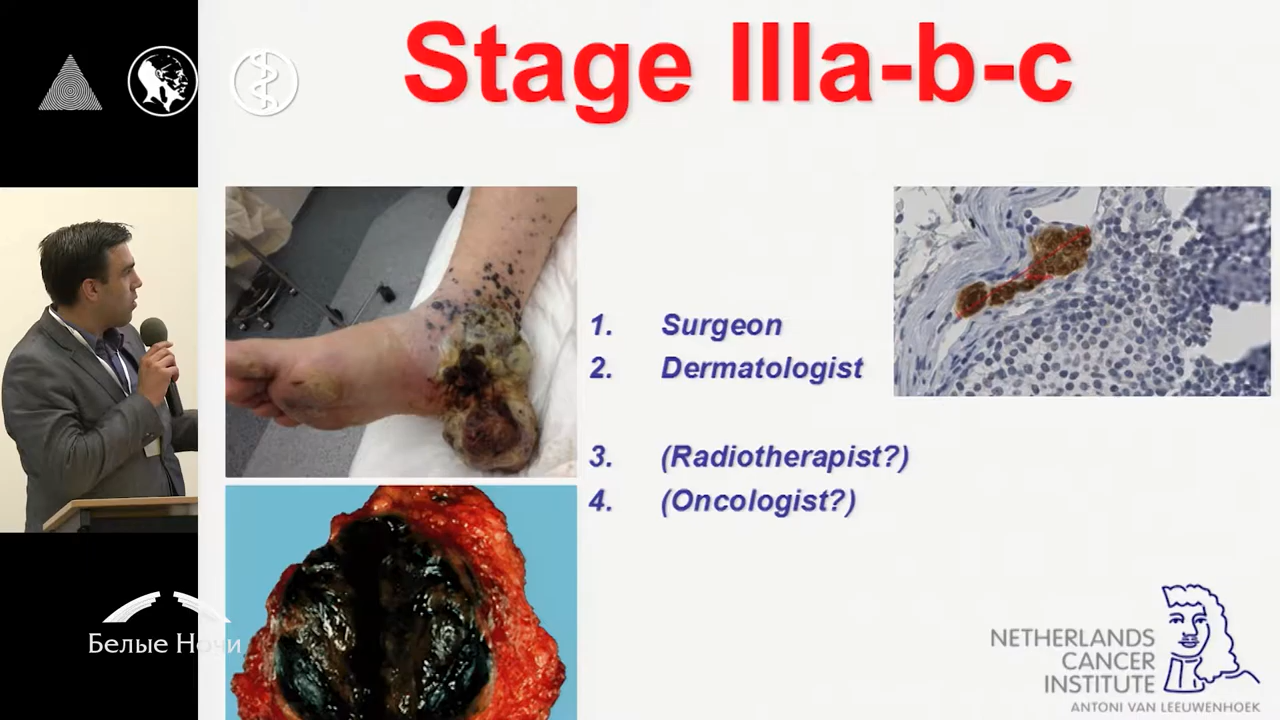 Stage IIIa-b-c
1. Surgeon
2. Dermatologist
3. (Radiotherapist?)
4. (Oncologist?)
Белые Ночи
NETHERLANDS
CANCER
INSTITUTE
ANTONI VAN LEEUWENHOEK